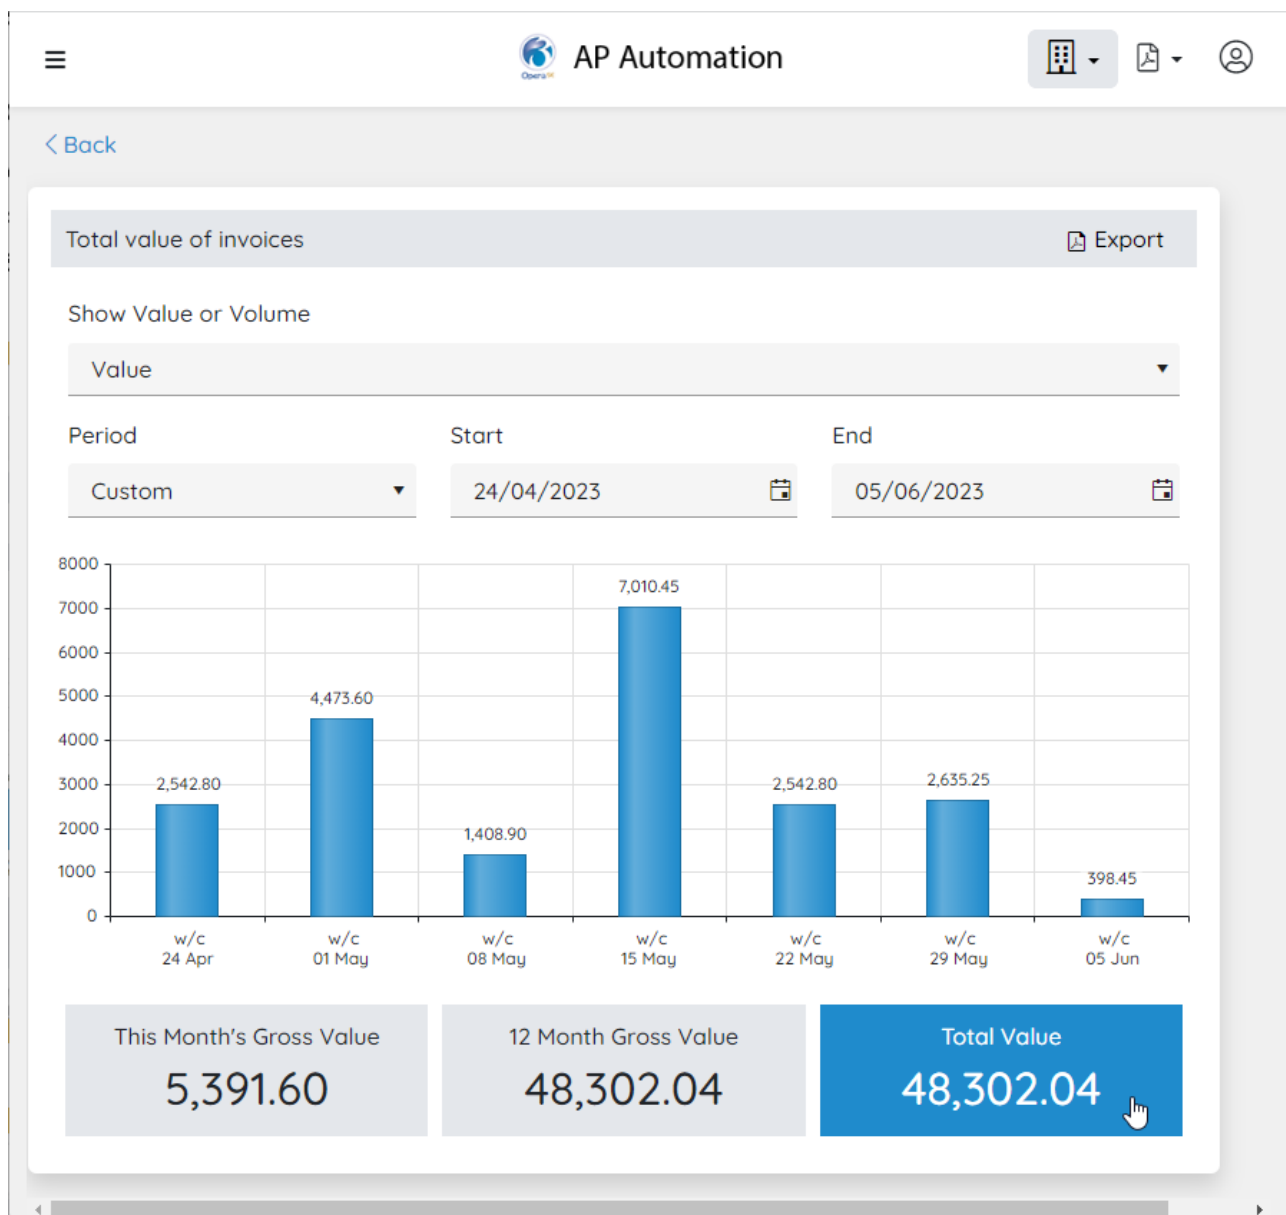 Opera
AP Automation
Back
Total value of invoices
Export
Show Value or Volume
Value
Period
Start
End
Custom
24/04/2023
05/06/2023
8000
7000
6000
5000
4000
3000
2000
1000
0
2,542.80
4,473.60
1,408.90
7,010.45
2,542.80
2,635.25
398.45
w/c
24 Apr
w/c
01 May
w/c
08 May
w/c
15 May
w/c
22 May
w/c
29 May
w/c
05 Jun
This Month's Gross Value
5,391.60
12 Month Gross Value
48,302.04
Total Value
48,302.04